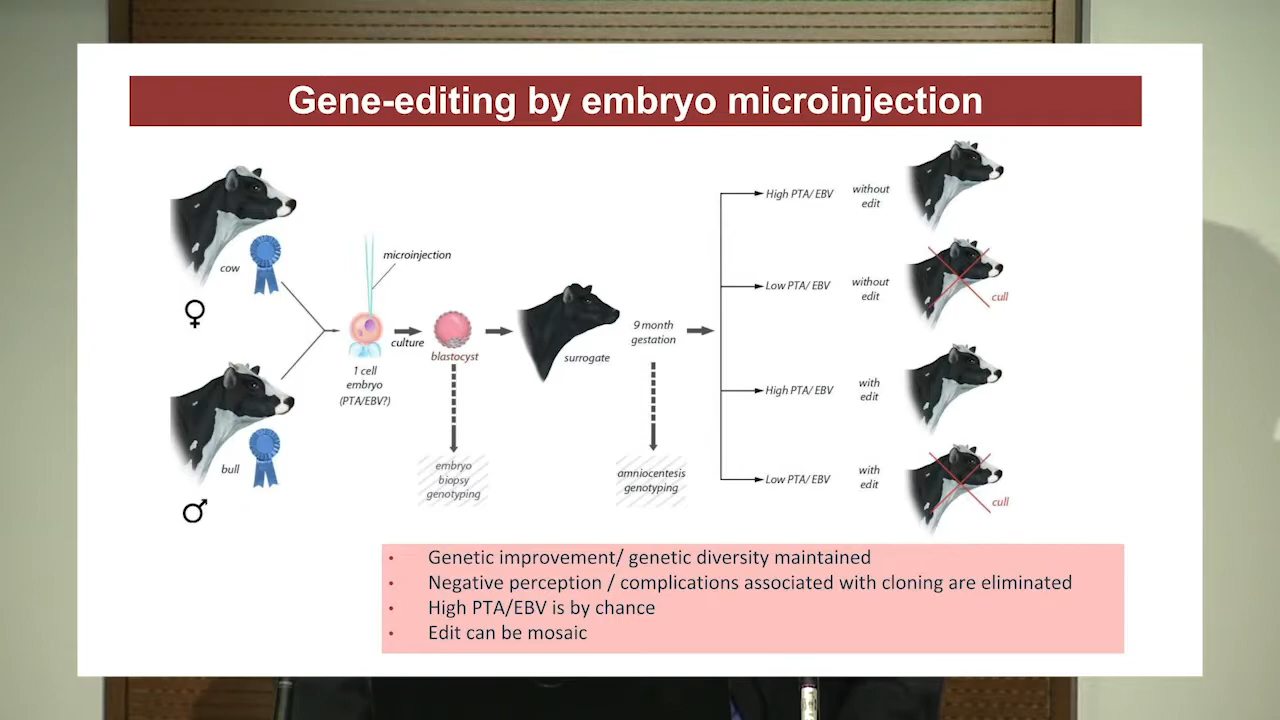 Gene-editing by embryo microinjection
cow
♀
bull
♂
microinjection
1 cell
embryo
(PTA/EBV?)
culture
blastocyst
embryo
biopsy
genotyping
surrogate
9 month
gestation
amniocentesis
genotyping
High PTA/ EBV
without
edit
Low PTA/ EBV
without
edit
cull
High PTA/ EBV
with
edit
Low PTA/ EBV
with
edit
cull
• Genetic improvement/ genetic diversity maintained
• Negative perception / complications associated with cloning are eliminated
• High PTA/EBV is by chance
• Edit can be mosaic